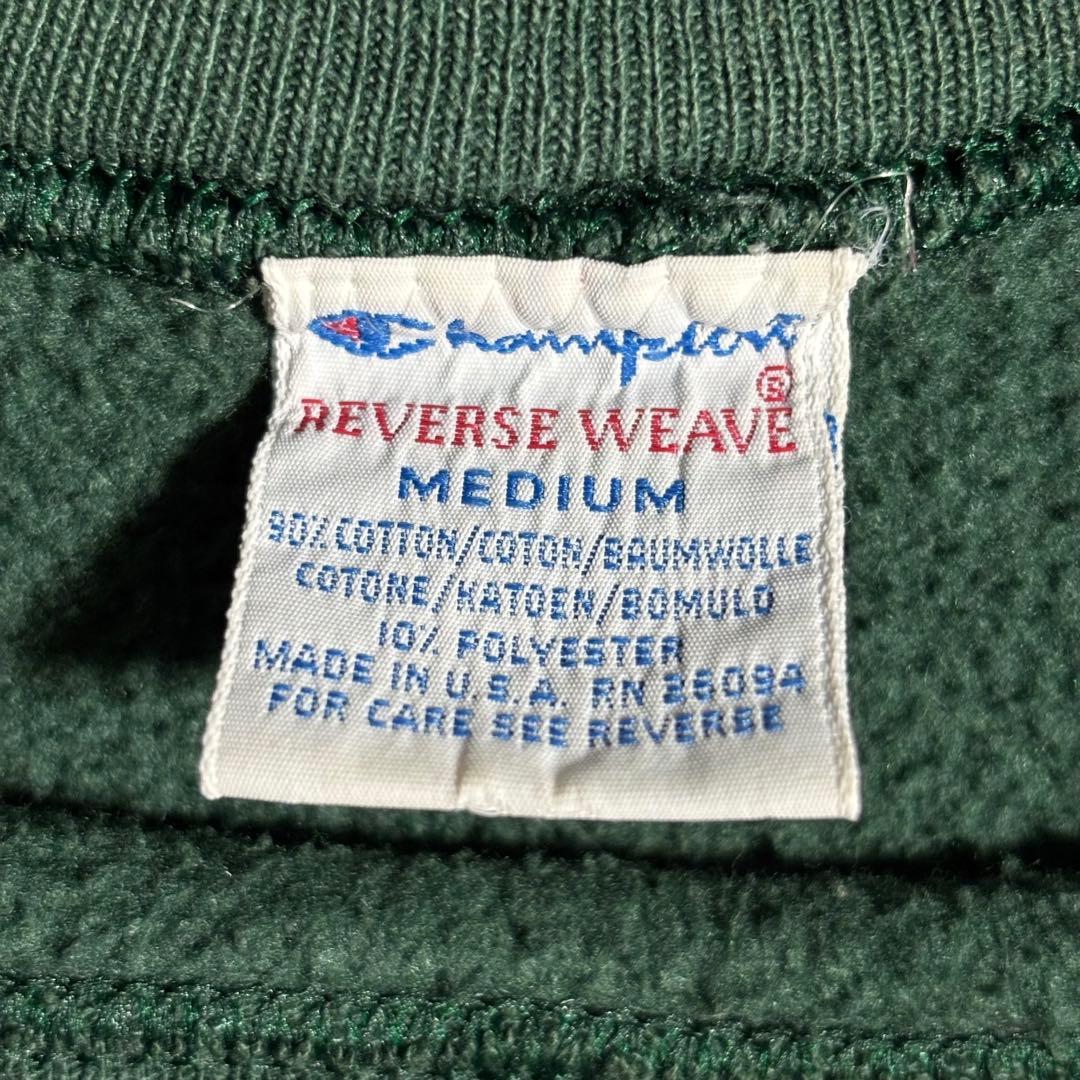 Champion
REVERSE WEAVE®
MEDIUM
90% COTTON/COTON/BAUMWOLLE
COTONE/KATOEN/BOMULD
10% POLYESTER
MADE IN U.S.A. RN 26094
FOR CARE SEE REVERSE